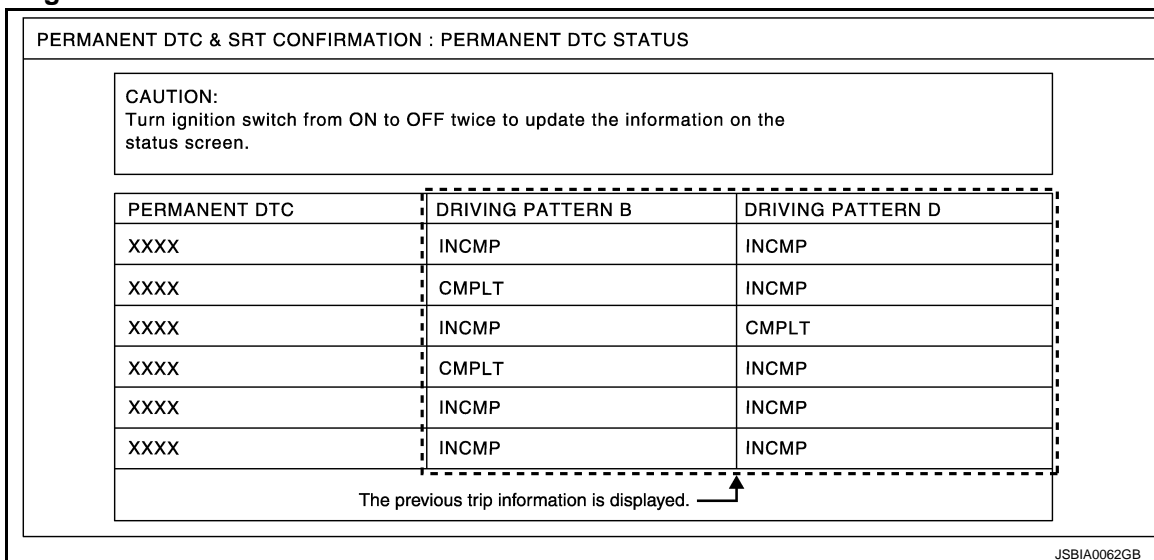 PERMANENT DTC & SRT CONFIRMATION : PERMANENT DTC STATUS
CAUTION:
Turn ignition switch from ON to OFF twice to update the information on the
status screen.
PERMANENT DTC DRIVING PATTERN B DRIVING PATTERN D
XXXX INCMP INCMP
XXXX CMPLT INCMP
XXXX INCMP CMPLT
XXXX CMPLT INCMP
XXXX INCMP INCMP
XXXX INCMP INCMP
The previous trip information is displayed.
JSBIA0062GB